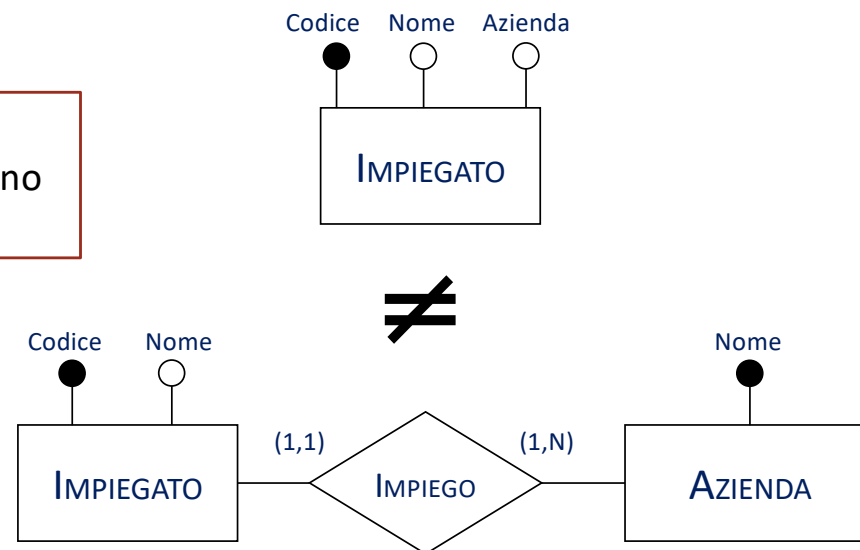 Codice Nome Azienda
no
IMPIEGATO
≠
Codice Nome Nome
(1,1) (1,N)
IMPIEGATO IMPIEGO AZIENDA